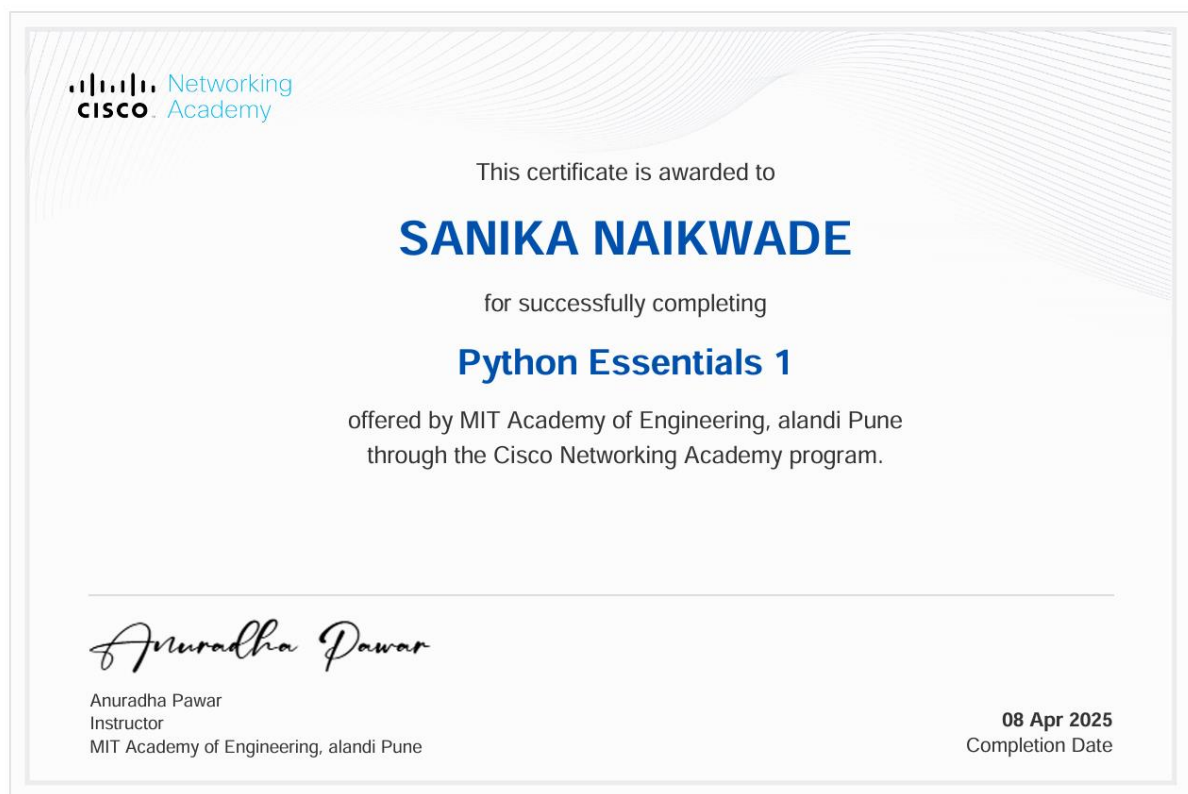 Networking
CISCO. Academy
This certificate is awarded to
SANIKA NAIKWADE
for successfully completing
Python Essentials 1
offered by MIT Academy of Engineering, alandi Pune
through the Cisco Networking Academy program.
Anuradha Pawar
Anuradha Pawar
Instructor
MIT Academy of Engineering, alandi Pune
08 Apr 2025
Completion Date